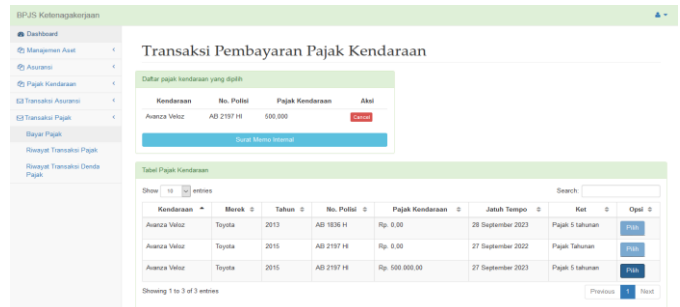 BPJS Ketenagakerjaan
Dashboard
Manajemen Aset
Asuransi
Pajak Kendaraan
Transaksi Asuransi
Transaksi Pajak
Bayar Pajak
Riwayat Transaksi Pajak
Riwayat Transaksi Denda
Pajak
Transaksi Pembayaran Pajak Kendaraan
Daftar pajak kendaraan yang dipilih
Kendaraan No. Polisi Pajak Kendaraan Aksi
Avanza Veloz AB 2197 HI 500,000 Cancel
Surat Memo Internal
Tabel Pajak Kendaraan
Show 10 entries Search:
Kendaraan Merek Tahun No. Polisi Pajak Kendaraan Jatuh Tempo Ket Opsi
Avanza Veloz Toyota 2013 AB 1836 H Rp. 0,00 28 September 2023 Pajak 5 tahunan Pilih
Avanza Veloz Toyota 2015 AB 2197 HI Rp. 0,00 27 September 2022 Pajak Tahunan Pilih
Avanza Veloz Toyota 2015 AB 2197 HI Rp. 500.000,00 27 September 2023 Pajak 5 tahunan Pilih
Showing 1 to 3 of 3 entries Previous 1 Next